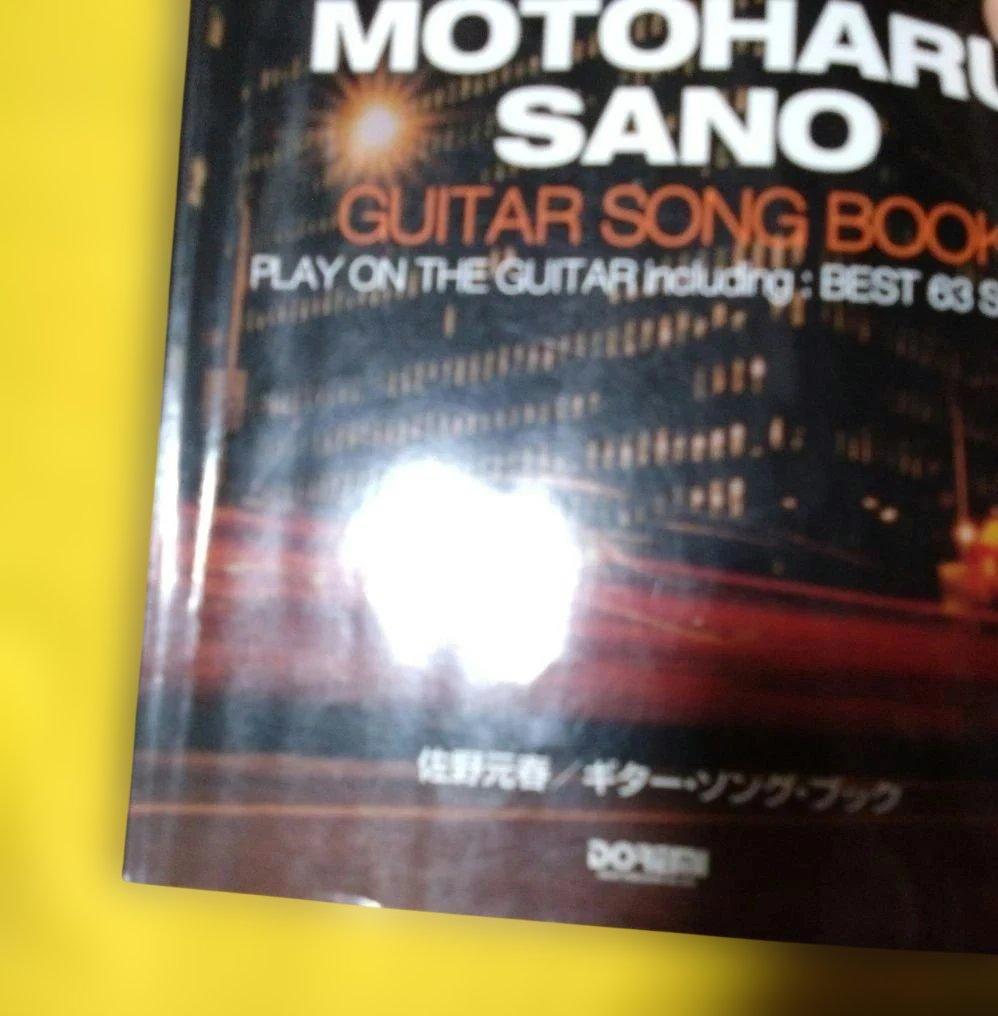 MOTOHARU
SANO
GUITAR SONG BOOK
PLAY ON THE GUITAR including : BEST 63 S
佐野元春／ギター・ソング・ブック
DOREMI